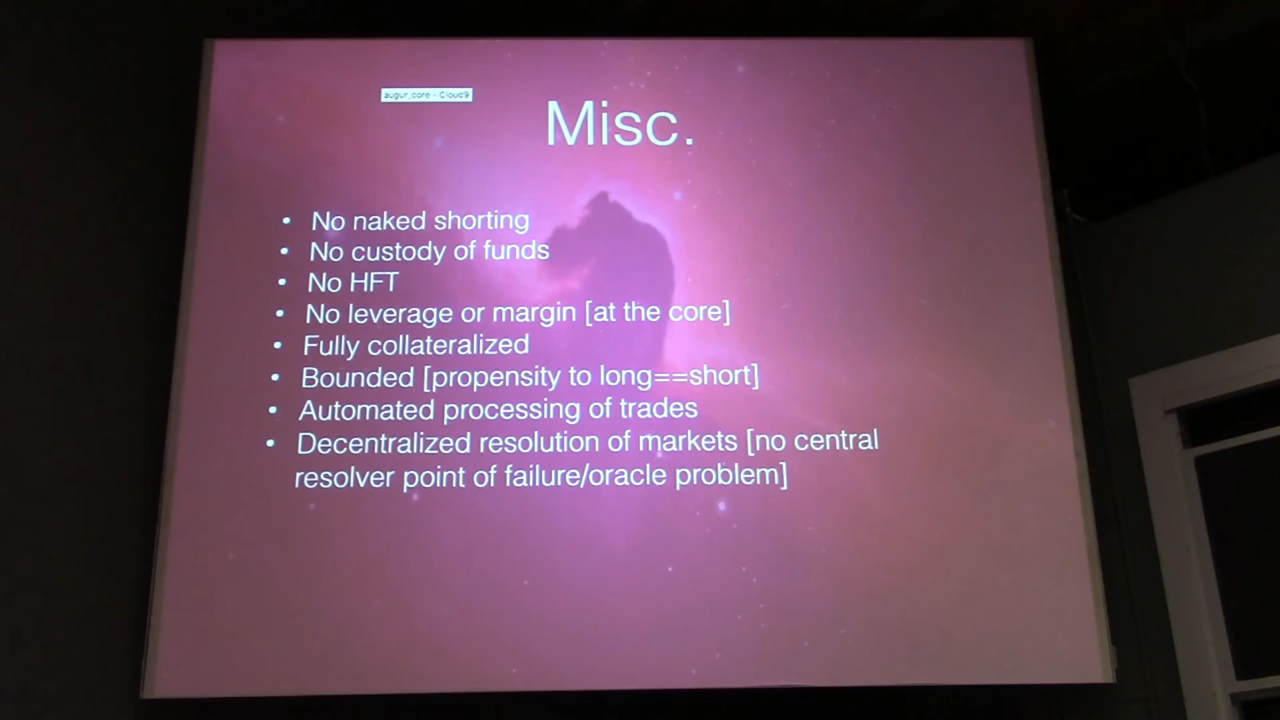 augur_core - Cloud9
Misc.
• No naked shorting
• No custody of funds
• No HFT
• No leverage or margin [at the core]
• Fully collateralized
• Bounded [propensity to long==short]
• Automated processing of trades
• Decentralized resolution of markets [no central
resolver point of failure/oracle problem]